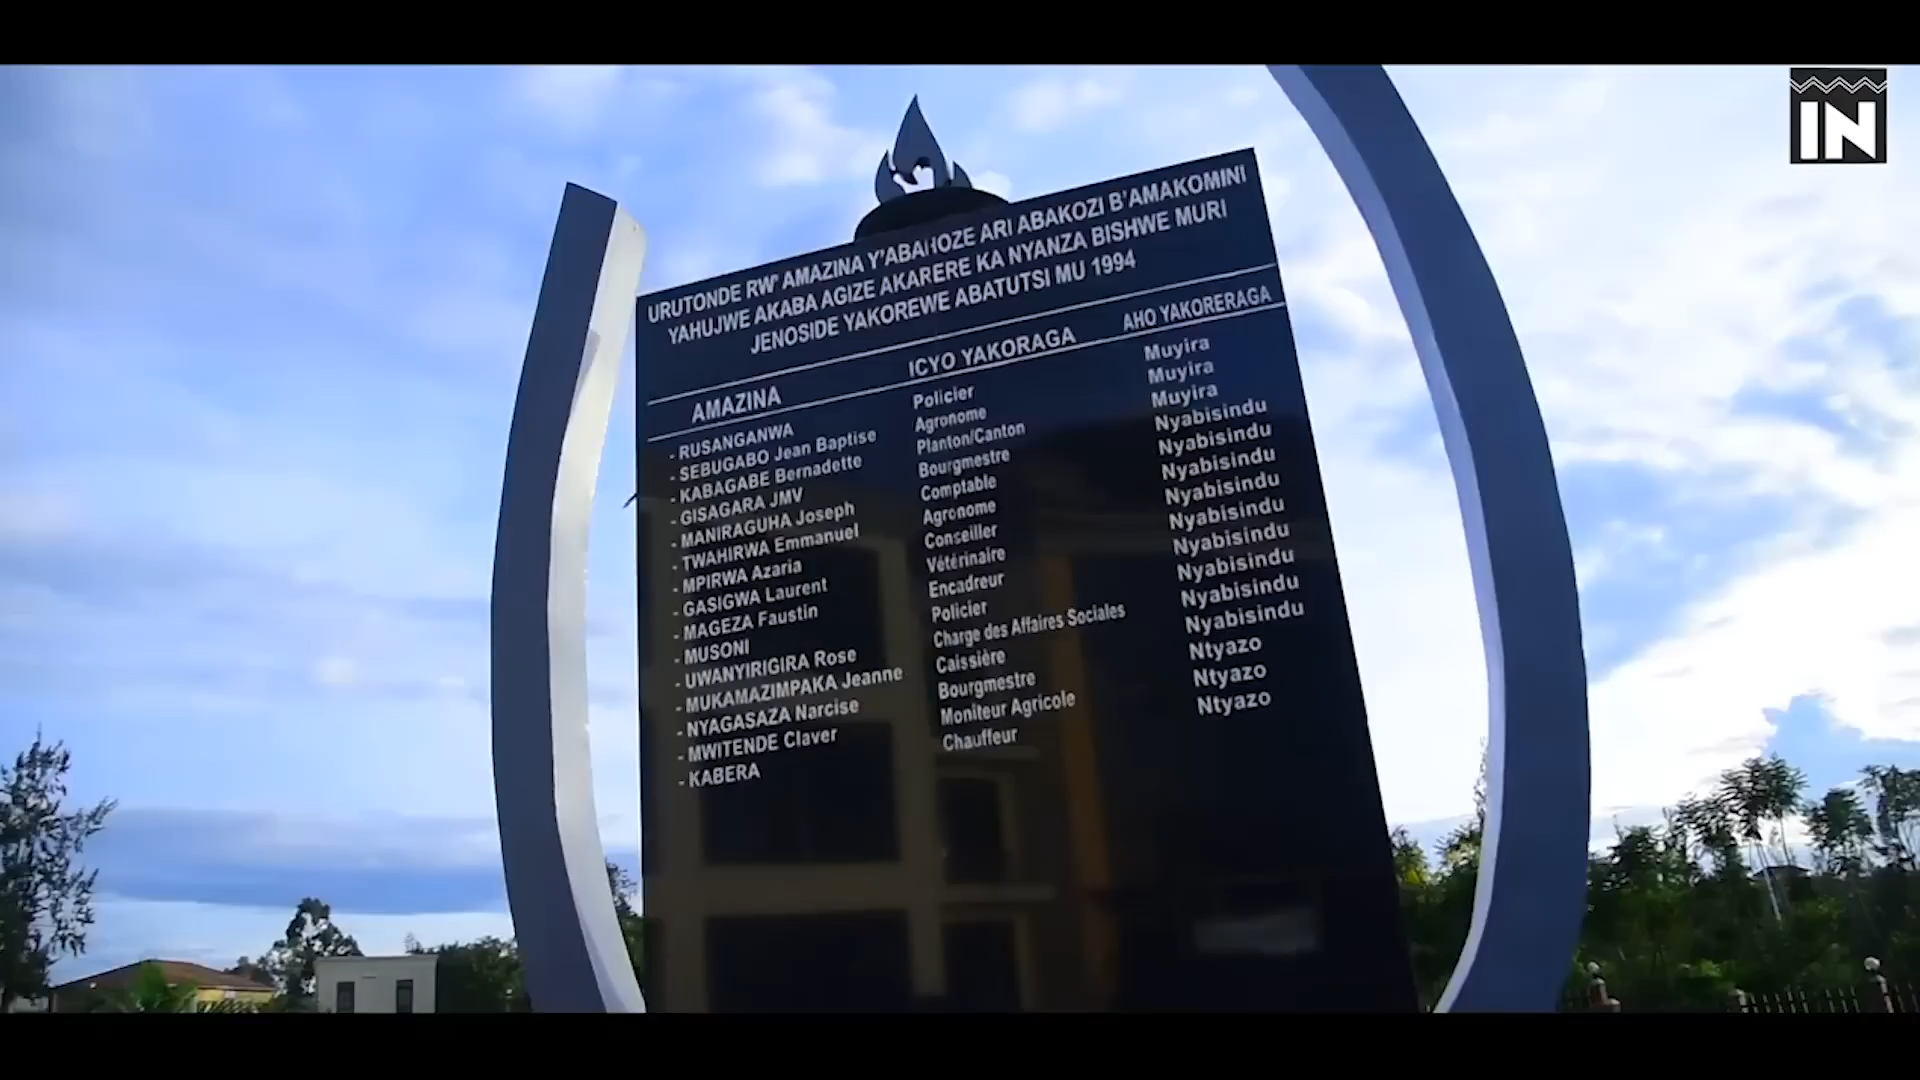 IN
URUTONDE RW' AMAZINA Y'ABAHOZE ARI ABAKOZI B'AMAKOMINI
YAHUJWE AKABA AGIZE AKARERE KA NYANZA BISHWE MURI
JENOSIDE YAKOREWE ABATUTSI MU 1994
AMAZINA ICYO YAKORAGA AHO YAKORERAGA
- RUSANGANWA Policier Muyira
- SEBUGABO Jean Baptise Agronome Muyira
- KABAGABE Bernadette Planton/Canton Muyira
- GISAGARA JMV Bourgmestre Nyabisindu
- MANIRAGUHA Joseph Comptable Nyabisindu
- TWAHIRWA Emmanuel Agronome Nyabisindu
- MPIRWA Azaria Conseiller Nyabisindu
- GASIGWA Laurent Vétérinaire Nyabisindu
- MAGEZA Faustin Encadreur Nyabisindu
- MUSONI Policier Nyabisindu
- UWANYIRIGIRA Rose Charge des Affaires Sociales Nyabisindu
- MUKAMAZIMPAKA Jeanne Caissière Nyabisindu
- NYAGASAZA Narcise Bourgmestre Ntyazo
- MWITENDE Claver Moniteur Agricole Ntyazo
- KABERA Chauffeur Ntyazo